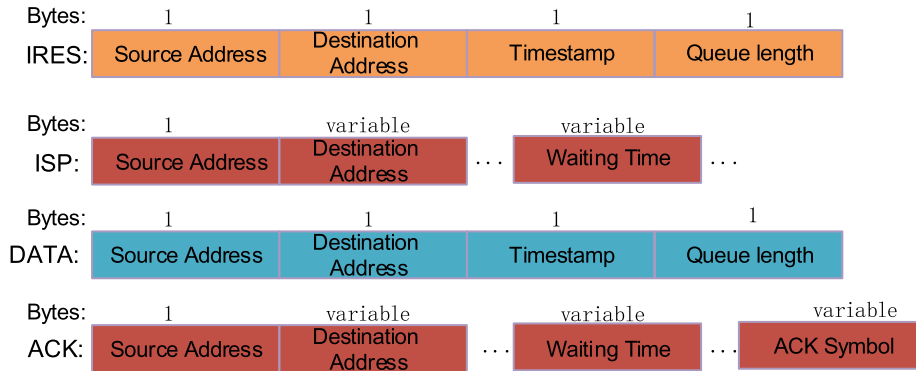 Bytes: 1 1 1 1
IRES: Source Address Destination Address Timestamp Queue length
Bytes: 1 variable variable
ISP: Source Address Destination Address ... Waiting Time ...
Bytes: 1 1 1 1
DATA: Source Address Destination Address Timestamp Queue length
Bytes: 1 variable variable variable
ACK: Source Address Destination Address ... Waiting Time ... ACK Symbol